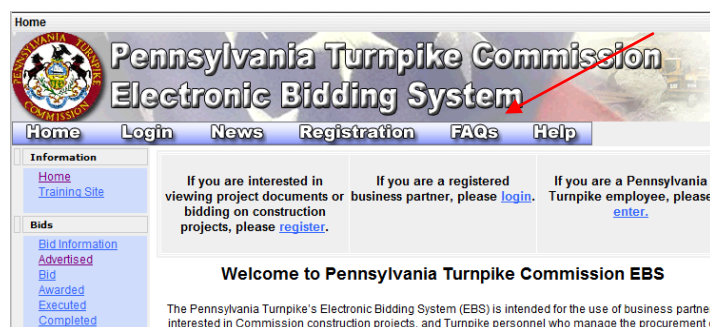 Home
PENNSYLVANIA TURNPIKE COMMISSION
Pennsylvania Turnpike Commission
Electronic Bidding System
Home Login News Registration FAQs Help
Information
Home
Training Site
Bids
Bid Information
Advertised
Bid
Awarded
Executed
Completed
If you are interested in
viewing project documents or
bidding on construction
projects, please register.
If you are a registered
business partner, please login.
If you are a Pennsylvania
Turnpike employee, please
enter.
Welcome to Pennsylvania Turnpike Commission EBS
The Pennsylvania Turnpike's Electronic Bidding System (EBS) is intended for the use of business partne
interested in Commission construction projects, and Turnpike personnel who manage the procurement